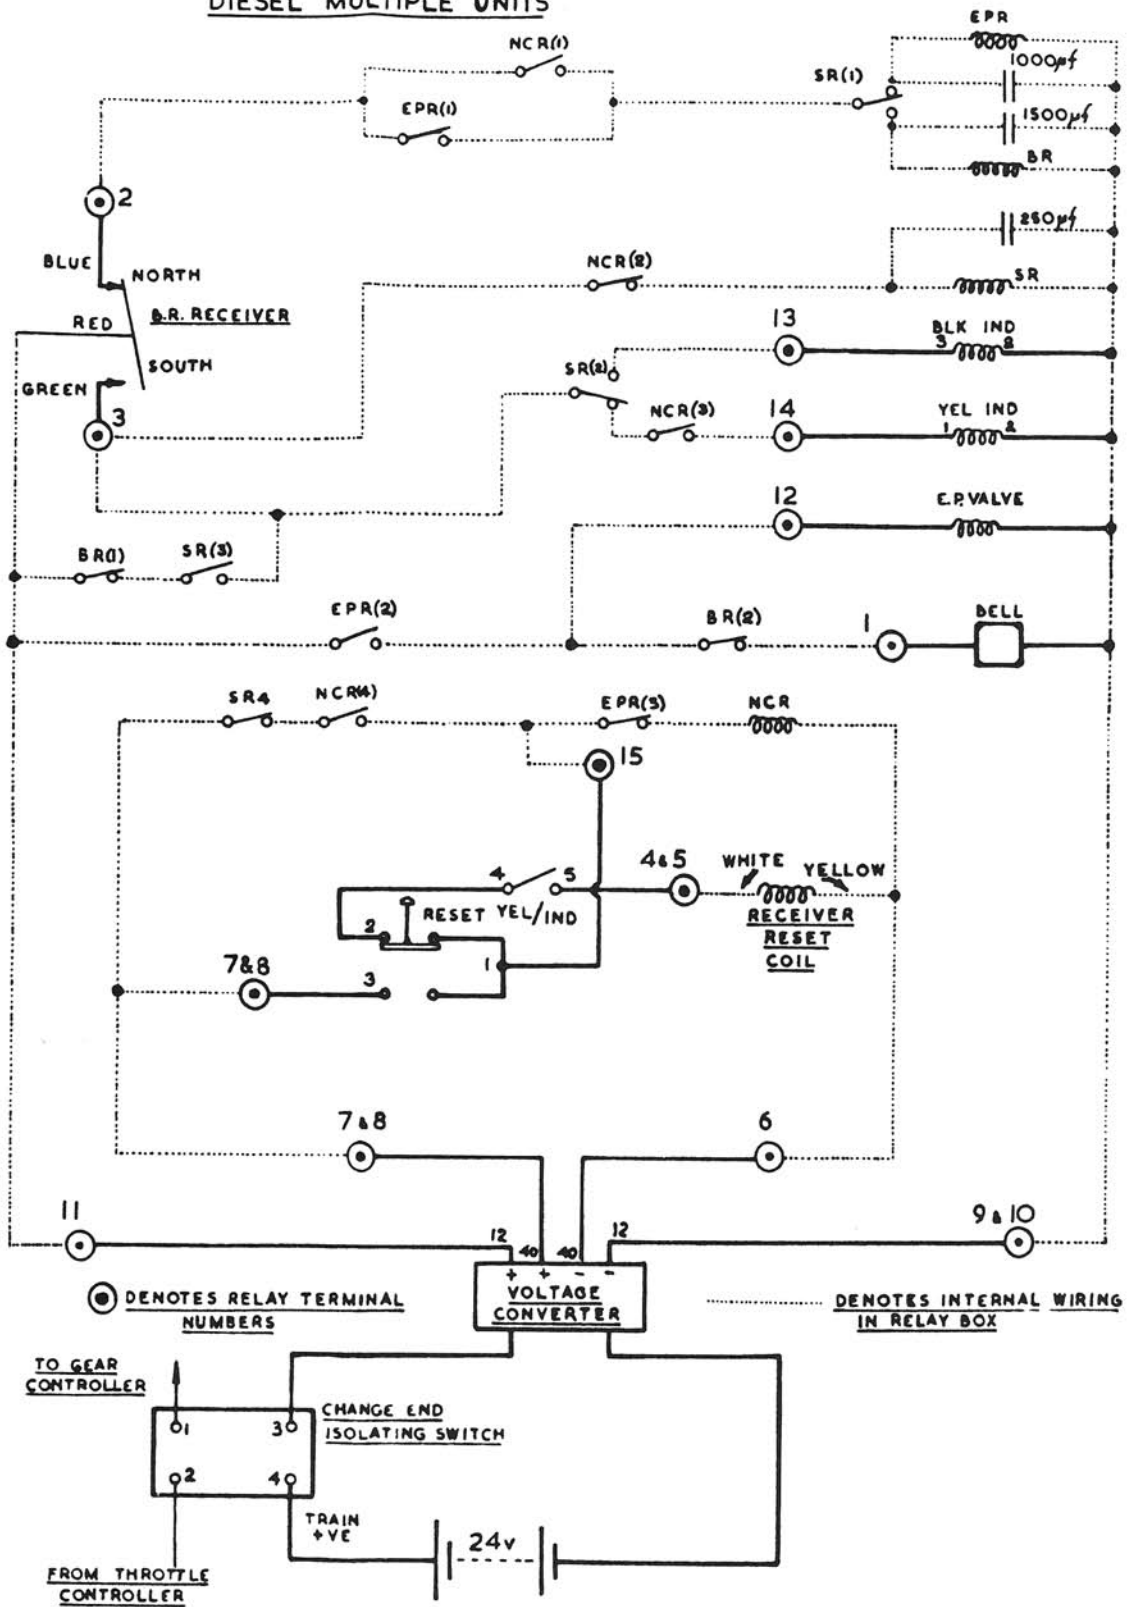 DIESEL MULTIPLE UNITS
EPR
NCR(1)
1000µf
SR(1)
EPR(1)
1500µf
BR
2
250µf
BLUE
NORTH
NCR(2)
SR
B.R. RECEIVER
RED
13
BLK IND
3 2
SOUTH
SR(2)
GREEN
3
NCR(3)
14
YEL IND
1 2
12
E.P. VALVE
BR(1)
SR(3)
EPR(2)
BR(2)
1
BELL
SR4
NCR(4)
EPR(3)
NCR
15
4 5
4&5
WHITE
YELLOW
RESET
YEL/IND
2
RECEIVER
RESET
COIL
7&8
3
1
7&8
6
11
12
40
40
12
9&10
+ + - -
VOLTAGE
CONVERTER
DENOTES RELAY TERMINAL
NUMBERS
DENOTES INTERNAL WIRING
IN RELAY BOX
TO GEAR
CONTROLLER
CHANGE END
ISOLATING SWITCH
1
3
2
4
TRAIN
+VE
24v
FROM THROTTLE
CONTROLLER